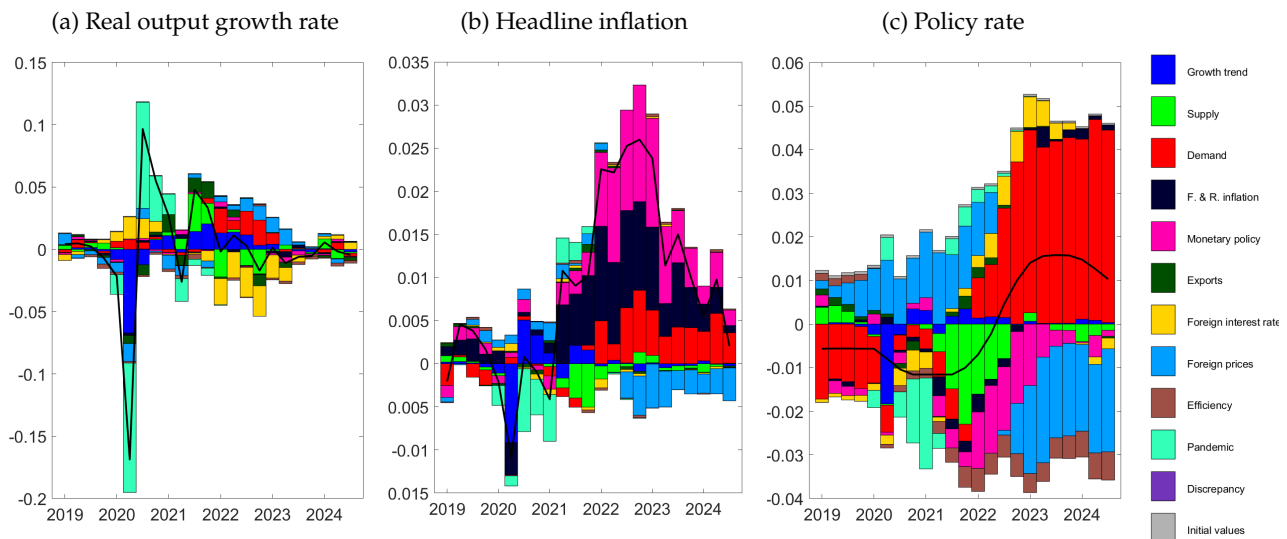 (a) Real output growth rate
(b) Headline inflation
(c) Policy rate
0.15
0.1
0.05
0
-0.05
-0.1
-0.15
-0.2
2019 2020 2021 2022 2023 2024
0.035
0.03
0.025
0.02
0.015
0.01
0.005
0
0.005
0.01
0.015
2019 2020 2021 2022 2023 2024
0.06
0.05
0.04
0.03
0.02
0.01
0
-0.01
-0.02
-0.03
-0.04
2019 2020 2021 2022 2023 2024
Growth trend
Supply
Demand
F. & R. inflation
Monetary policy
Exports
Foreign interest rate
Foreign prices
Efficiency
Pandemic
Discrepancy
Initial values